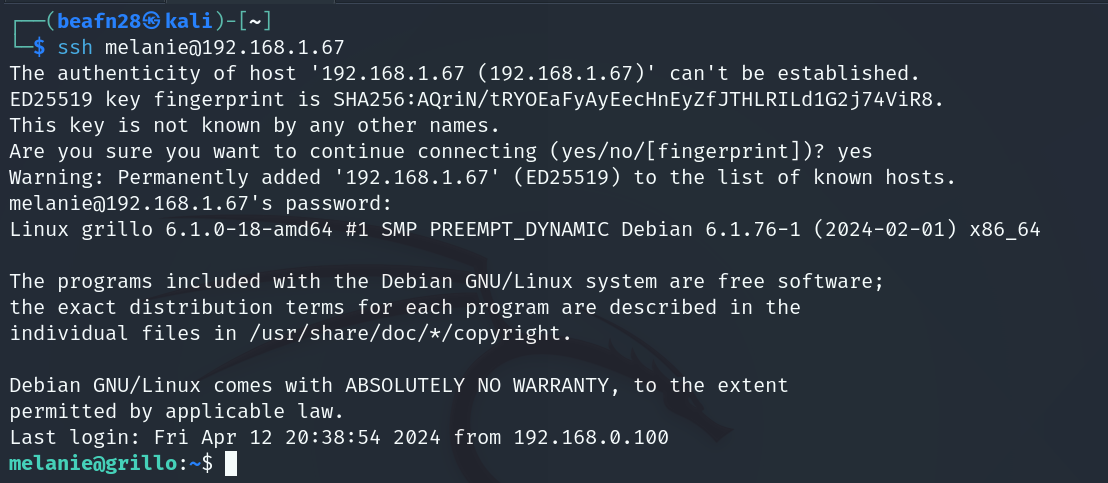 ┌──(beafn28㉿kali)-[~]
└─$ ssh melanie@192.168.1.67
The authenticity of host '192.168.1.67 (192.168.1.67)' can't be established.
ED25519 key fingerprint is SHA256:AQriN/tRYOEaFyAyEecHnEyZfJTHLRILd1G2j74ViR8.
This key is not known by any other names.
Are you sure you want to continue connecting (yes/no/[fingerprint])? yes
Warning: Permanently added '192.168.1.67' (ED25519) to the list of known hosts.
melanie@192.168.1.67's password:
Linux grillo 6.1.0-18-amd64 #1 SMP PREEMPT_DYNAMIC Debian 6.1.76-1 (2024-02-01) x86_64
The programs included with the Debian GNU/Linux system are free software;
the exact distribution terms for each program are described in the
individual files in /usr/share/doc/*/copyright.
Debian GNU/Linux comes with ABSOLUTELY NO WARRANTY, to the extent
permitted by applicable law.
Last login: Fri Apr 12 20:38:54 2024 from 192.168.0.100
melanie@grillo:~$